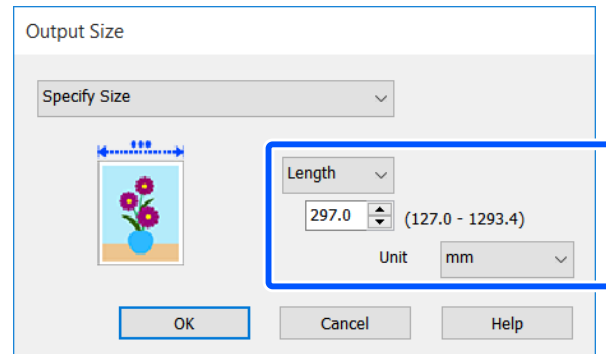 Output Size
Specify Size
Length
297.0 (127.0 - 1293.4)
Unit mm
OK Cancel Help